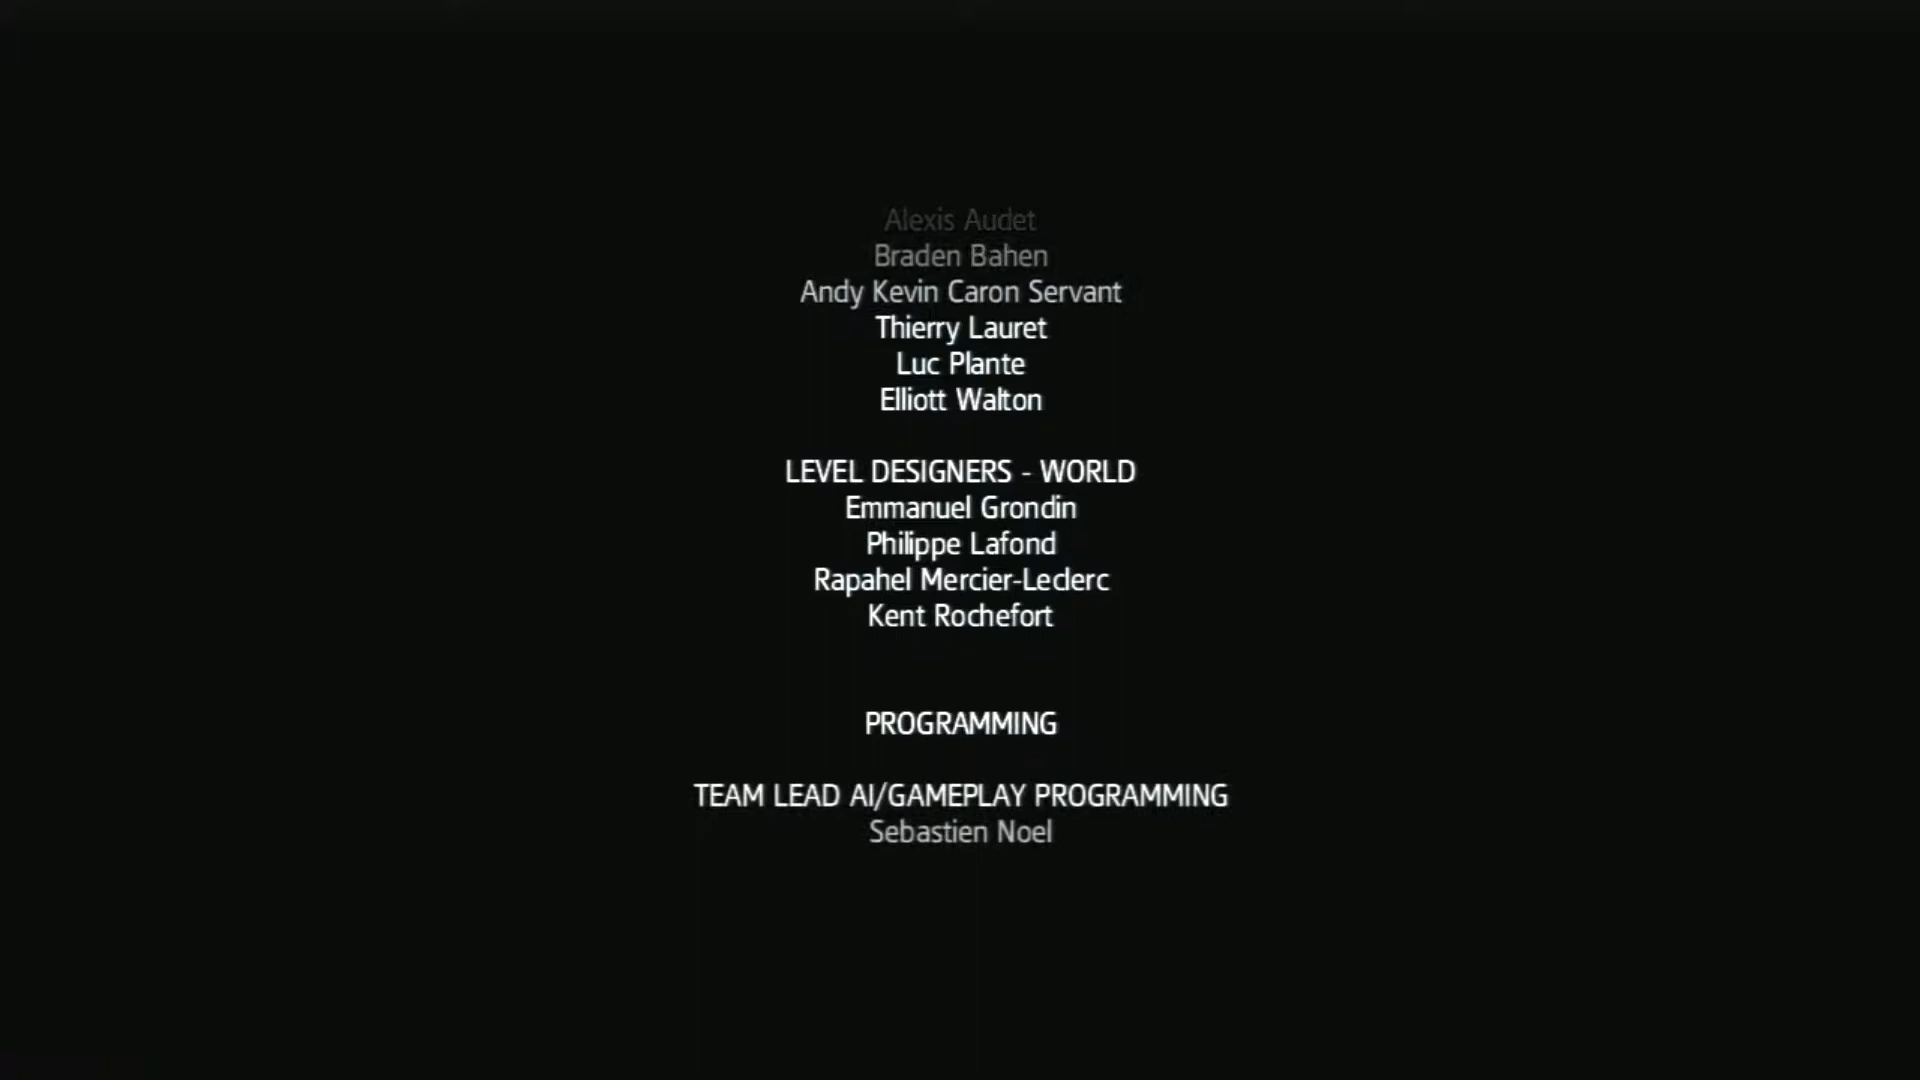 Alexis Audet
Braden Bahen
Andy Kevin Caron Servant
Thierry Lauret
Luc Plante
Elliott Walton
LEVEL DESIGNERS - WORLD
Emmanuel Grondin
Philippe Lafond
Rapahel Mercier-Leclerc
Kent Rochefort
PROGRAMMING
TEAM LEAD AI/GAMEPLAY PROGRAMMING
Sebastien Noel